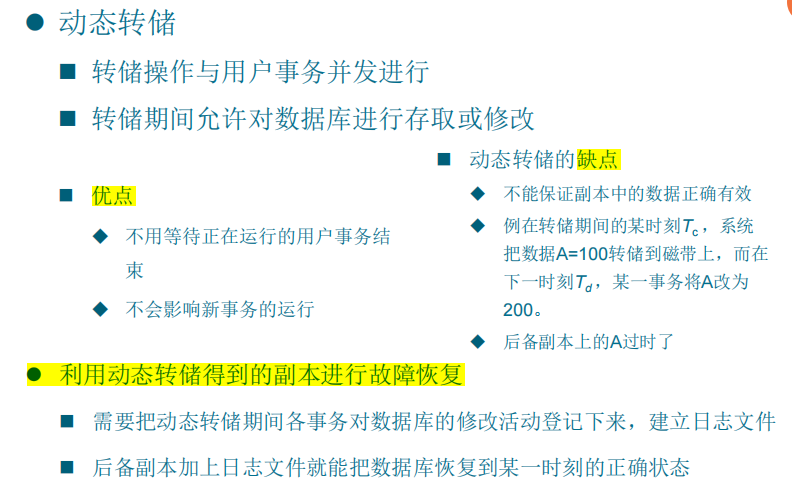 动态转储
转储操作与用户事务并发进行
转储期间允许对数据库进行存取或修改
优点
不用等待正在运行的用户事务结
束
不会影响新事务的运行
动态转储的缺点
不能保证副本中的数据正确有效
例在转储期间的某时刻Tc，系统
把数据A=100转储到磁带上，而在
下一时刻Td，某一事务将A改为
200。
后备副本上的A过时了
利用动态转储得到的副本进行故障恢复
需要把动态转储期间各事务对数据库的修改活动登记下来，建立日志文件
后备副本加上日志文件就能把数据库恢复到某一时刻的正确状态